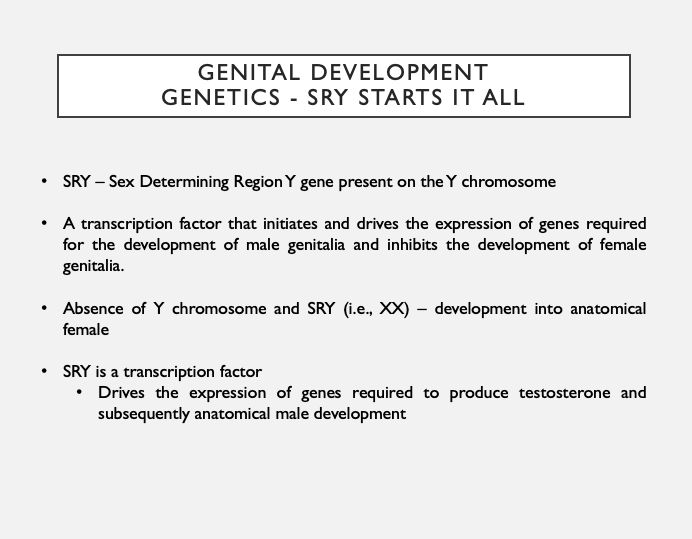 GENITAL DEVELOPMENT
GENETICS - SRY STARTS IT ALL
• SRY – Sex Determining Region Y gene present on the Y chromosome
• A transcription factor that initiates and drives the expression of genes required
for the development of male genitalia and inhibits the development of female
genitalia.
• Absence of Y chromosome and SRY (i.e., XX) – development into anatomical
female
• SRY is a transcription factor
• Drives the expression of genes required to produce testosterone and
subsequently anatomical male development